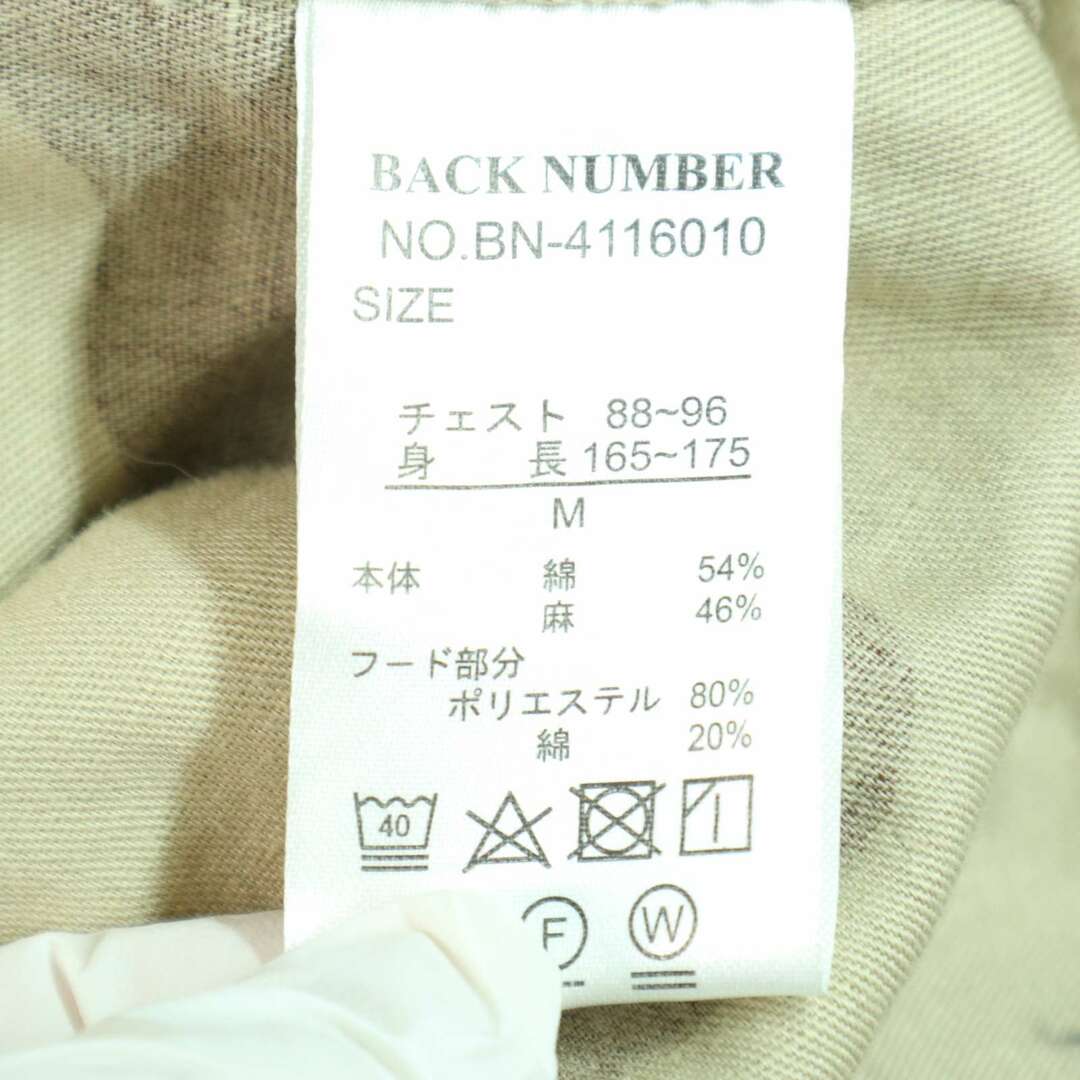 BACK NUMBER
NO.BN-4116010
SIZE
チェスト 88~96
身 長 165~175
M
本体 綿 54%
麻 46%
フード部分
ポリエステル 80%
綿 20%
40
F W